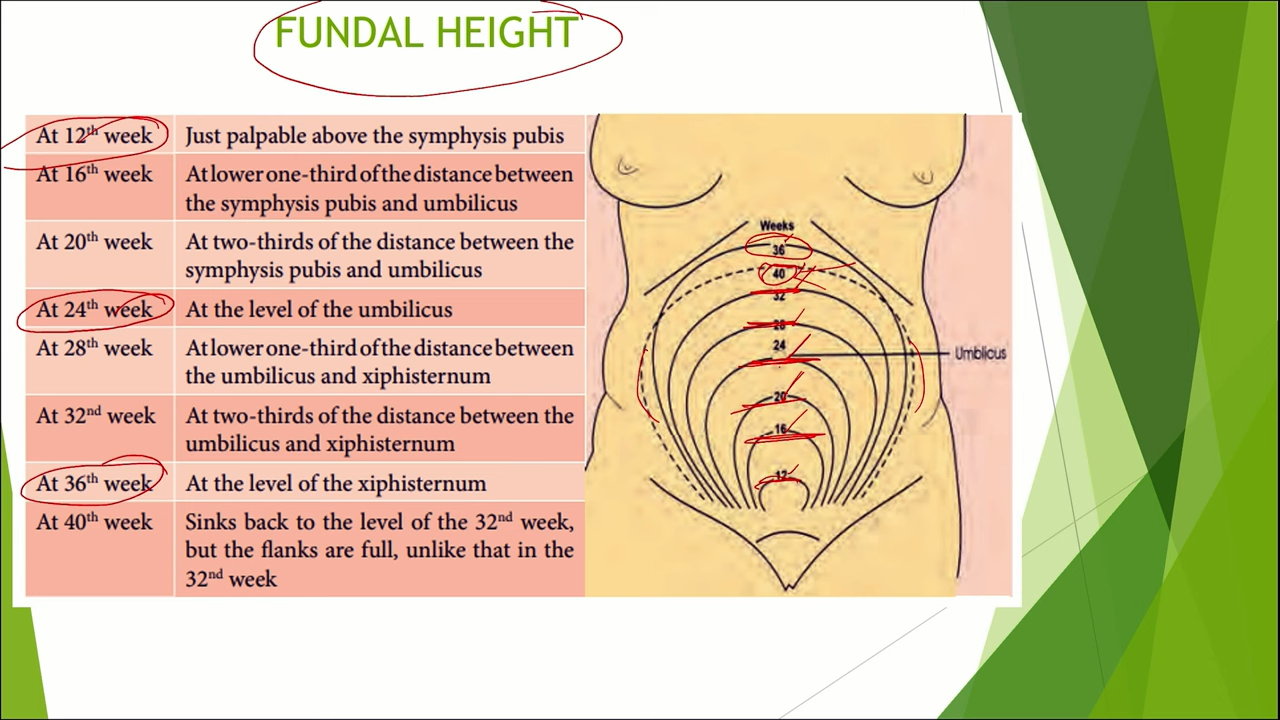 FUNDAL HEIGHT
At 12th week
Just palpable above the symphysis pubis
At 16th week
At lower one-third of the distance between
the symphysis pubis and umbilicus
At 20th week
At two-thirds of the distance between the
symphysis pubis and umbilicus
At 24th week
At the level of the umbilicus
At 28th week
At lower one-third of the distance between
the umbilicus and xiphisternum
At 32nd week
At two-thirds of the distance between the
umbilicus and xiphisternum
At 36th week
At the level of the xiphisternum
At 40th week
Sinks back to the level of the 32nd week,
but the flanks are full, unlike that in the
32nd week
Weeks
36
40
32
28
24
Umblicus
20
16
12